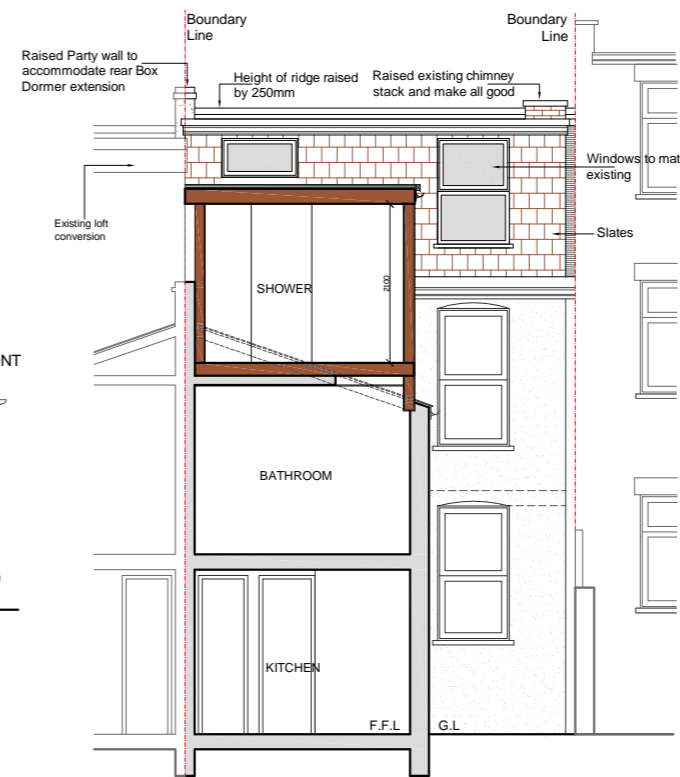 Boundary
Line
Boundary
Line
Raised Party wall to
accommodate rear Box
Dormer extension
Height of ridge raised
by 250mm
Raised existing chimney
stack and make all good
Windows to mat
existing
Existing loft
conversion
Slates
SHOWER
2100
NT
BATHROOM
KITCHEN
F.F.L
G.L